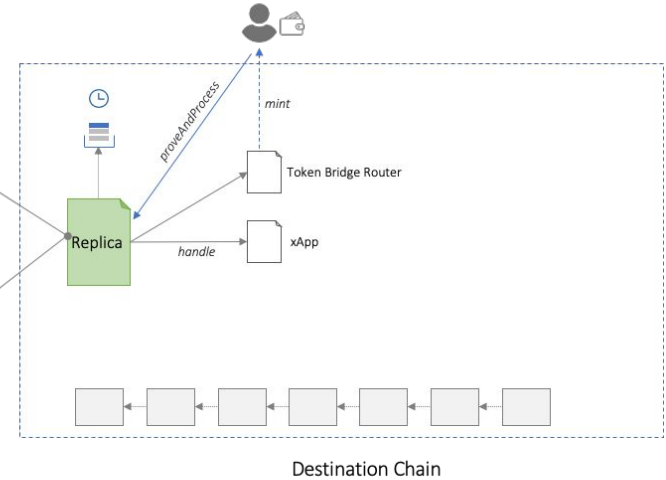 mint
proveAndProcess
Token Bridge Router
Replica
xApp
handle
Destination Chain